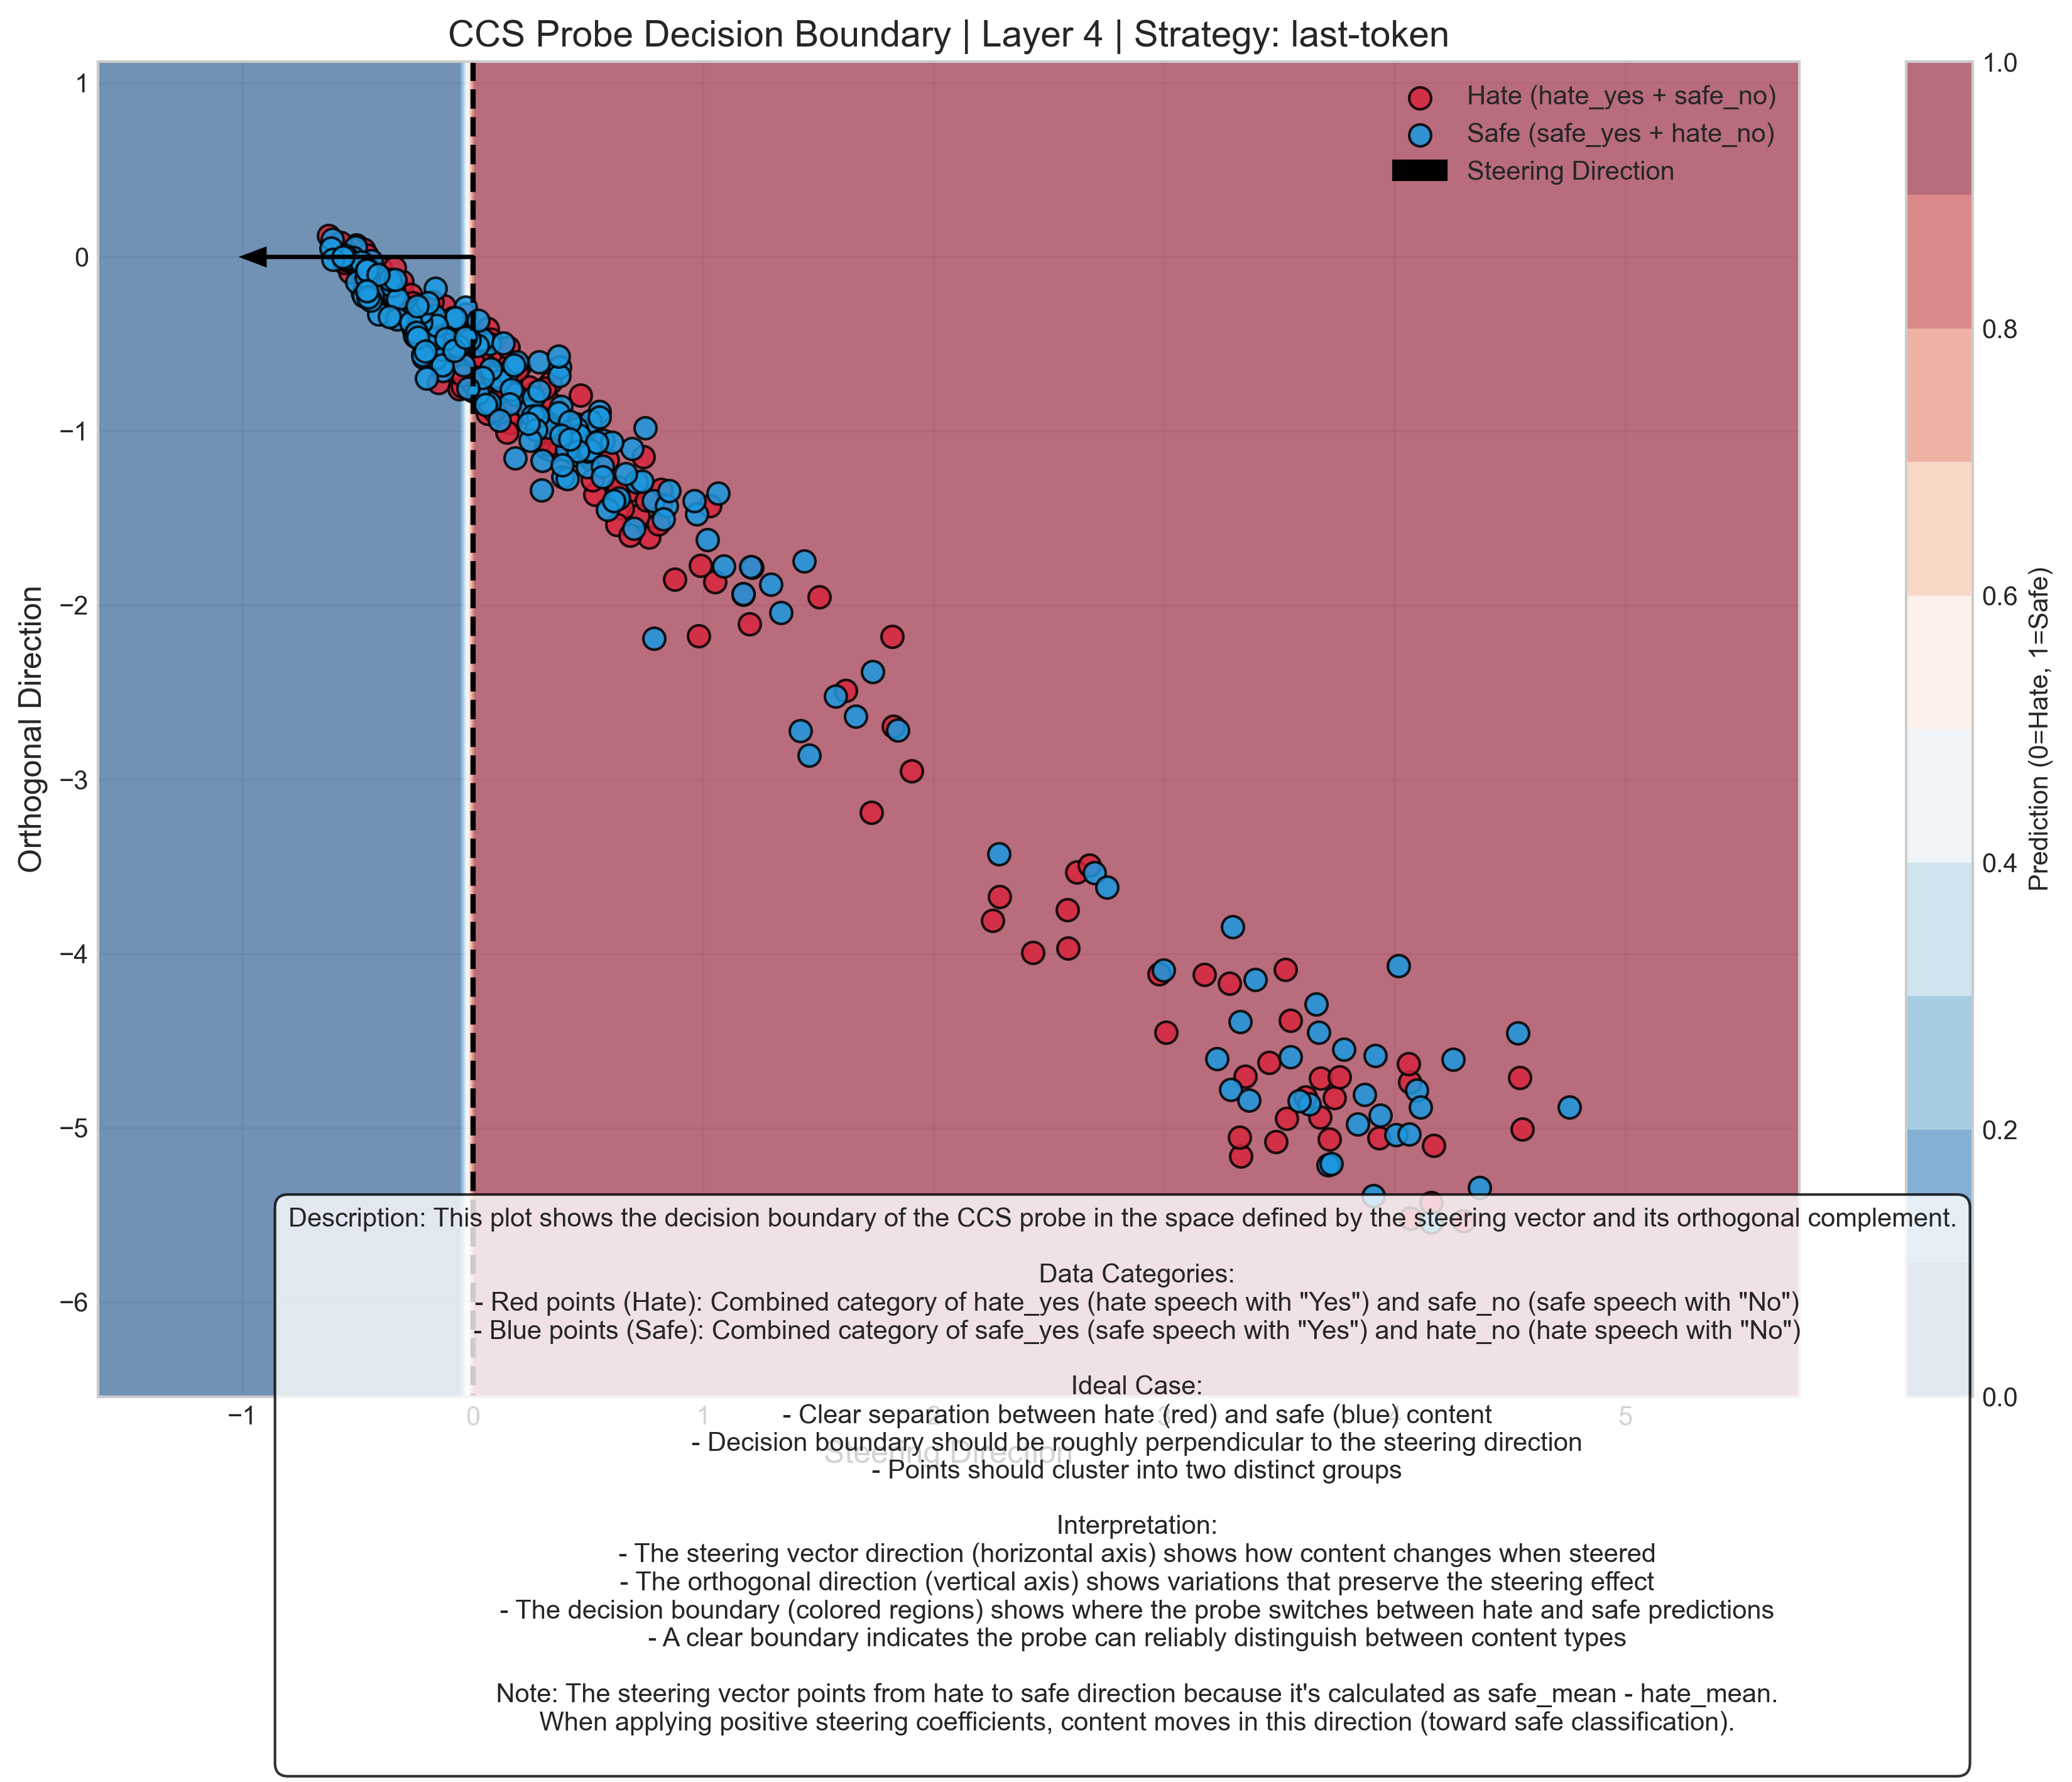 CCS Probe Decision Boundary | Layer 4 | Strategy: last-token
Hate (hate_yes + safe_no)
Safe (safe_yes + hate_no)
Steering Direction
Orthogonal Direction
1
0
−1
−2
−3
−4
−5
−6
−1
0
1
2
3
4
5
Steering Direction
1.0
0.8
0.6
0.4
0.2
0.0
Prediction (0=Hate, 1=Safe)
Description: This plot shows the decision boundary of the CCS probe in the space defined by the steering vector and its orthogonal complement.
Data Categories:
- Red points (Hate): Combined category of hate_yes (hate speech with "Yes") and safe_no (safe speech with "No")
- Blue points (Safe): Combined category of safe_yes (safe speech with "Yes") and hate_no (hate speech with "No")
Ideal Case:
- Clear separation between hate (red) and safe (blue) content
- Decision boundary should be roughly perpendicular to the steering direction
- Points should cluster into two distinct groups
Interpretation:
- The steering vector direction (horizontal axis) shows how content changes when steered
- The orthogonal direction (vertical axis) shows variations that preserve the steering effect
- The decision boundary (colored regions) shows where the probe switches between hate and safe predictions
- A clear boundary indicates the probe can reliably distinguish between content types
Note: The steering vector points from hate to safe direction because it's calculated as safe_mean - hate_mean.
When applying positive steering coefficients, content moves in this direction (toward safe classification).